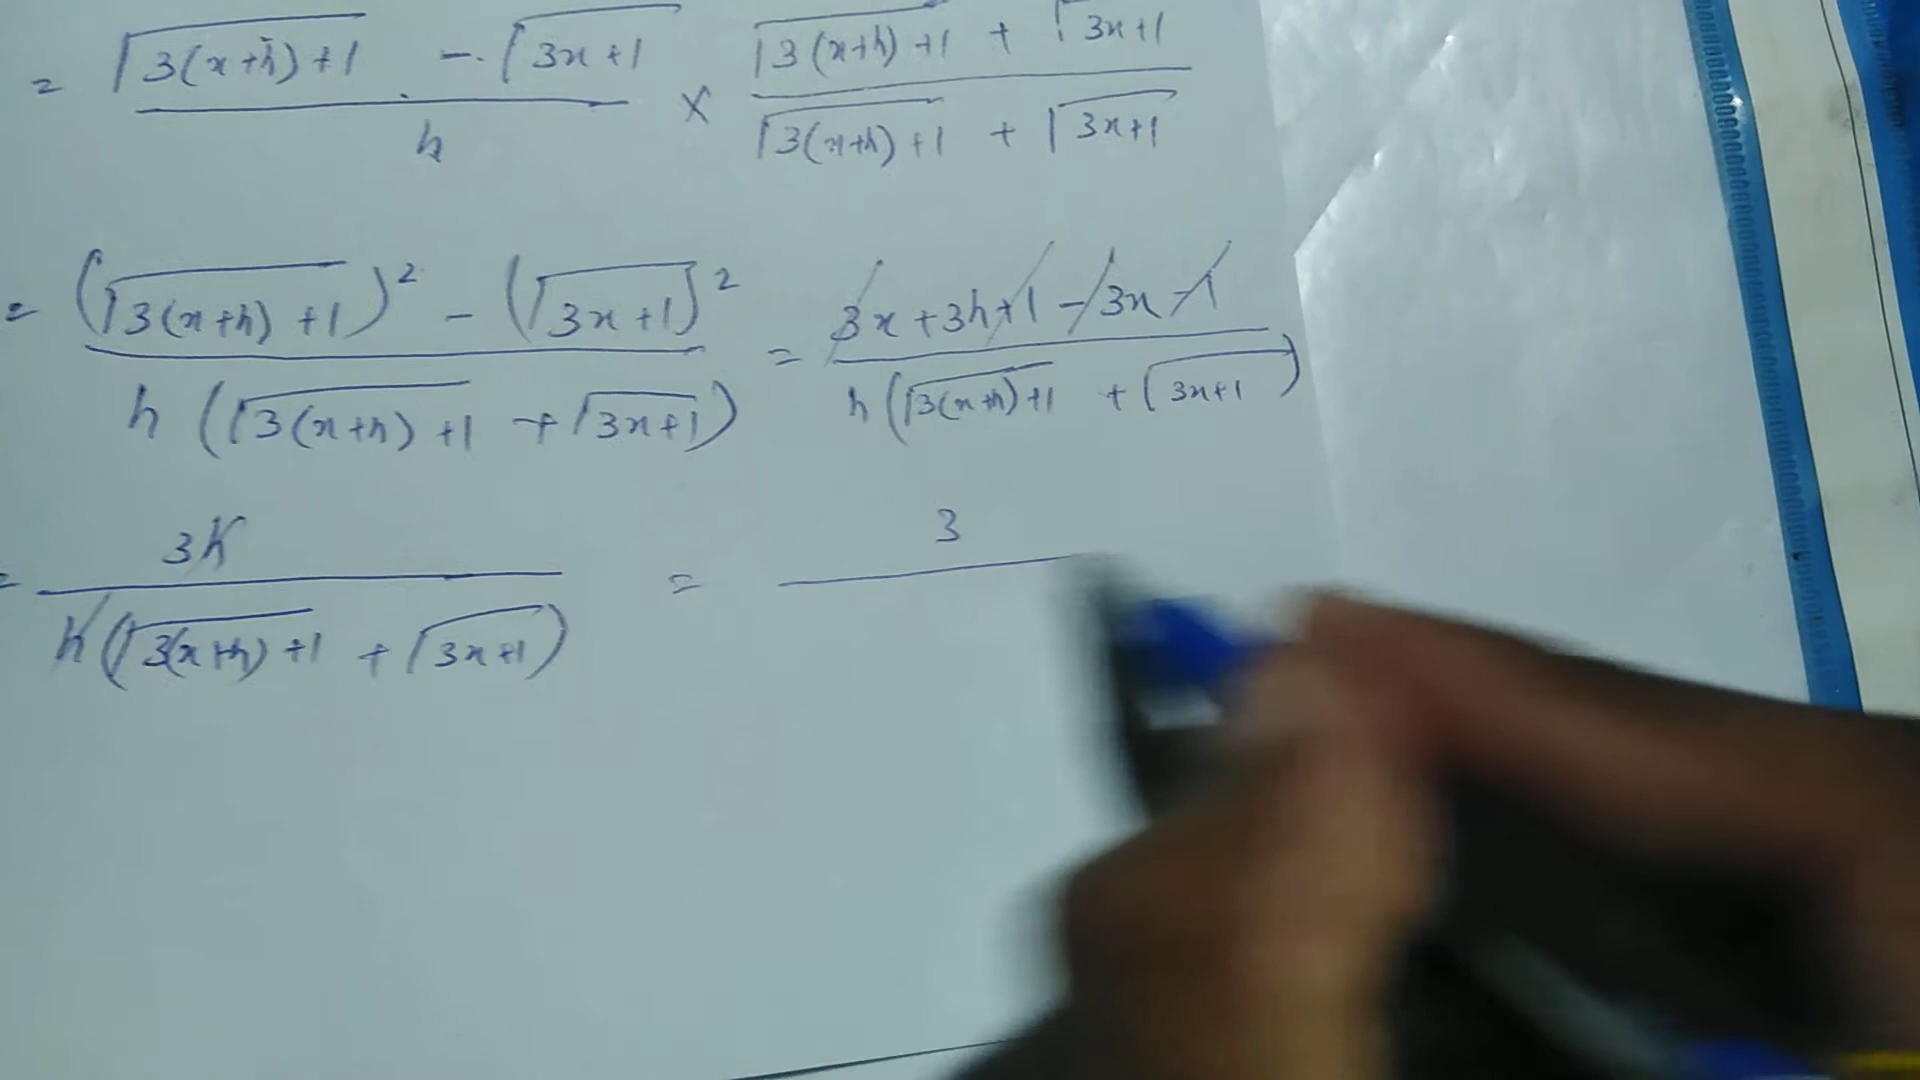 = √(3(x+h)+1) - √(3x+1) / h × √(3(x+h)+1) + √(3x+1) / √(3(x+h)+1) + √(3x+1)
= (√(3(x+h)+1))² - (√(3x+1))² / h(√(3(x+h)+1) + √(3x+1)) = 3x+3h+1-3x-1 / h(√(3(x+h)+1) + √(3x+1))
= 3h / h(√(3(x+h)+1) + √(3x+1)) = 3